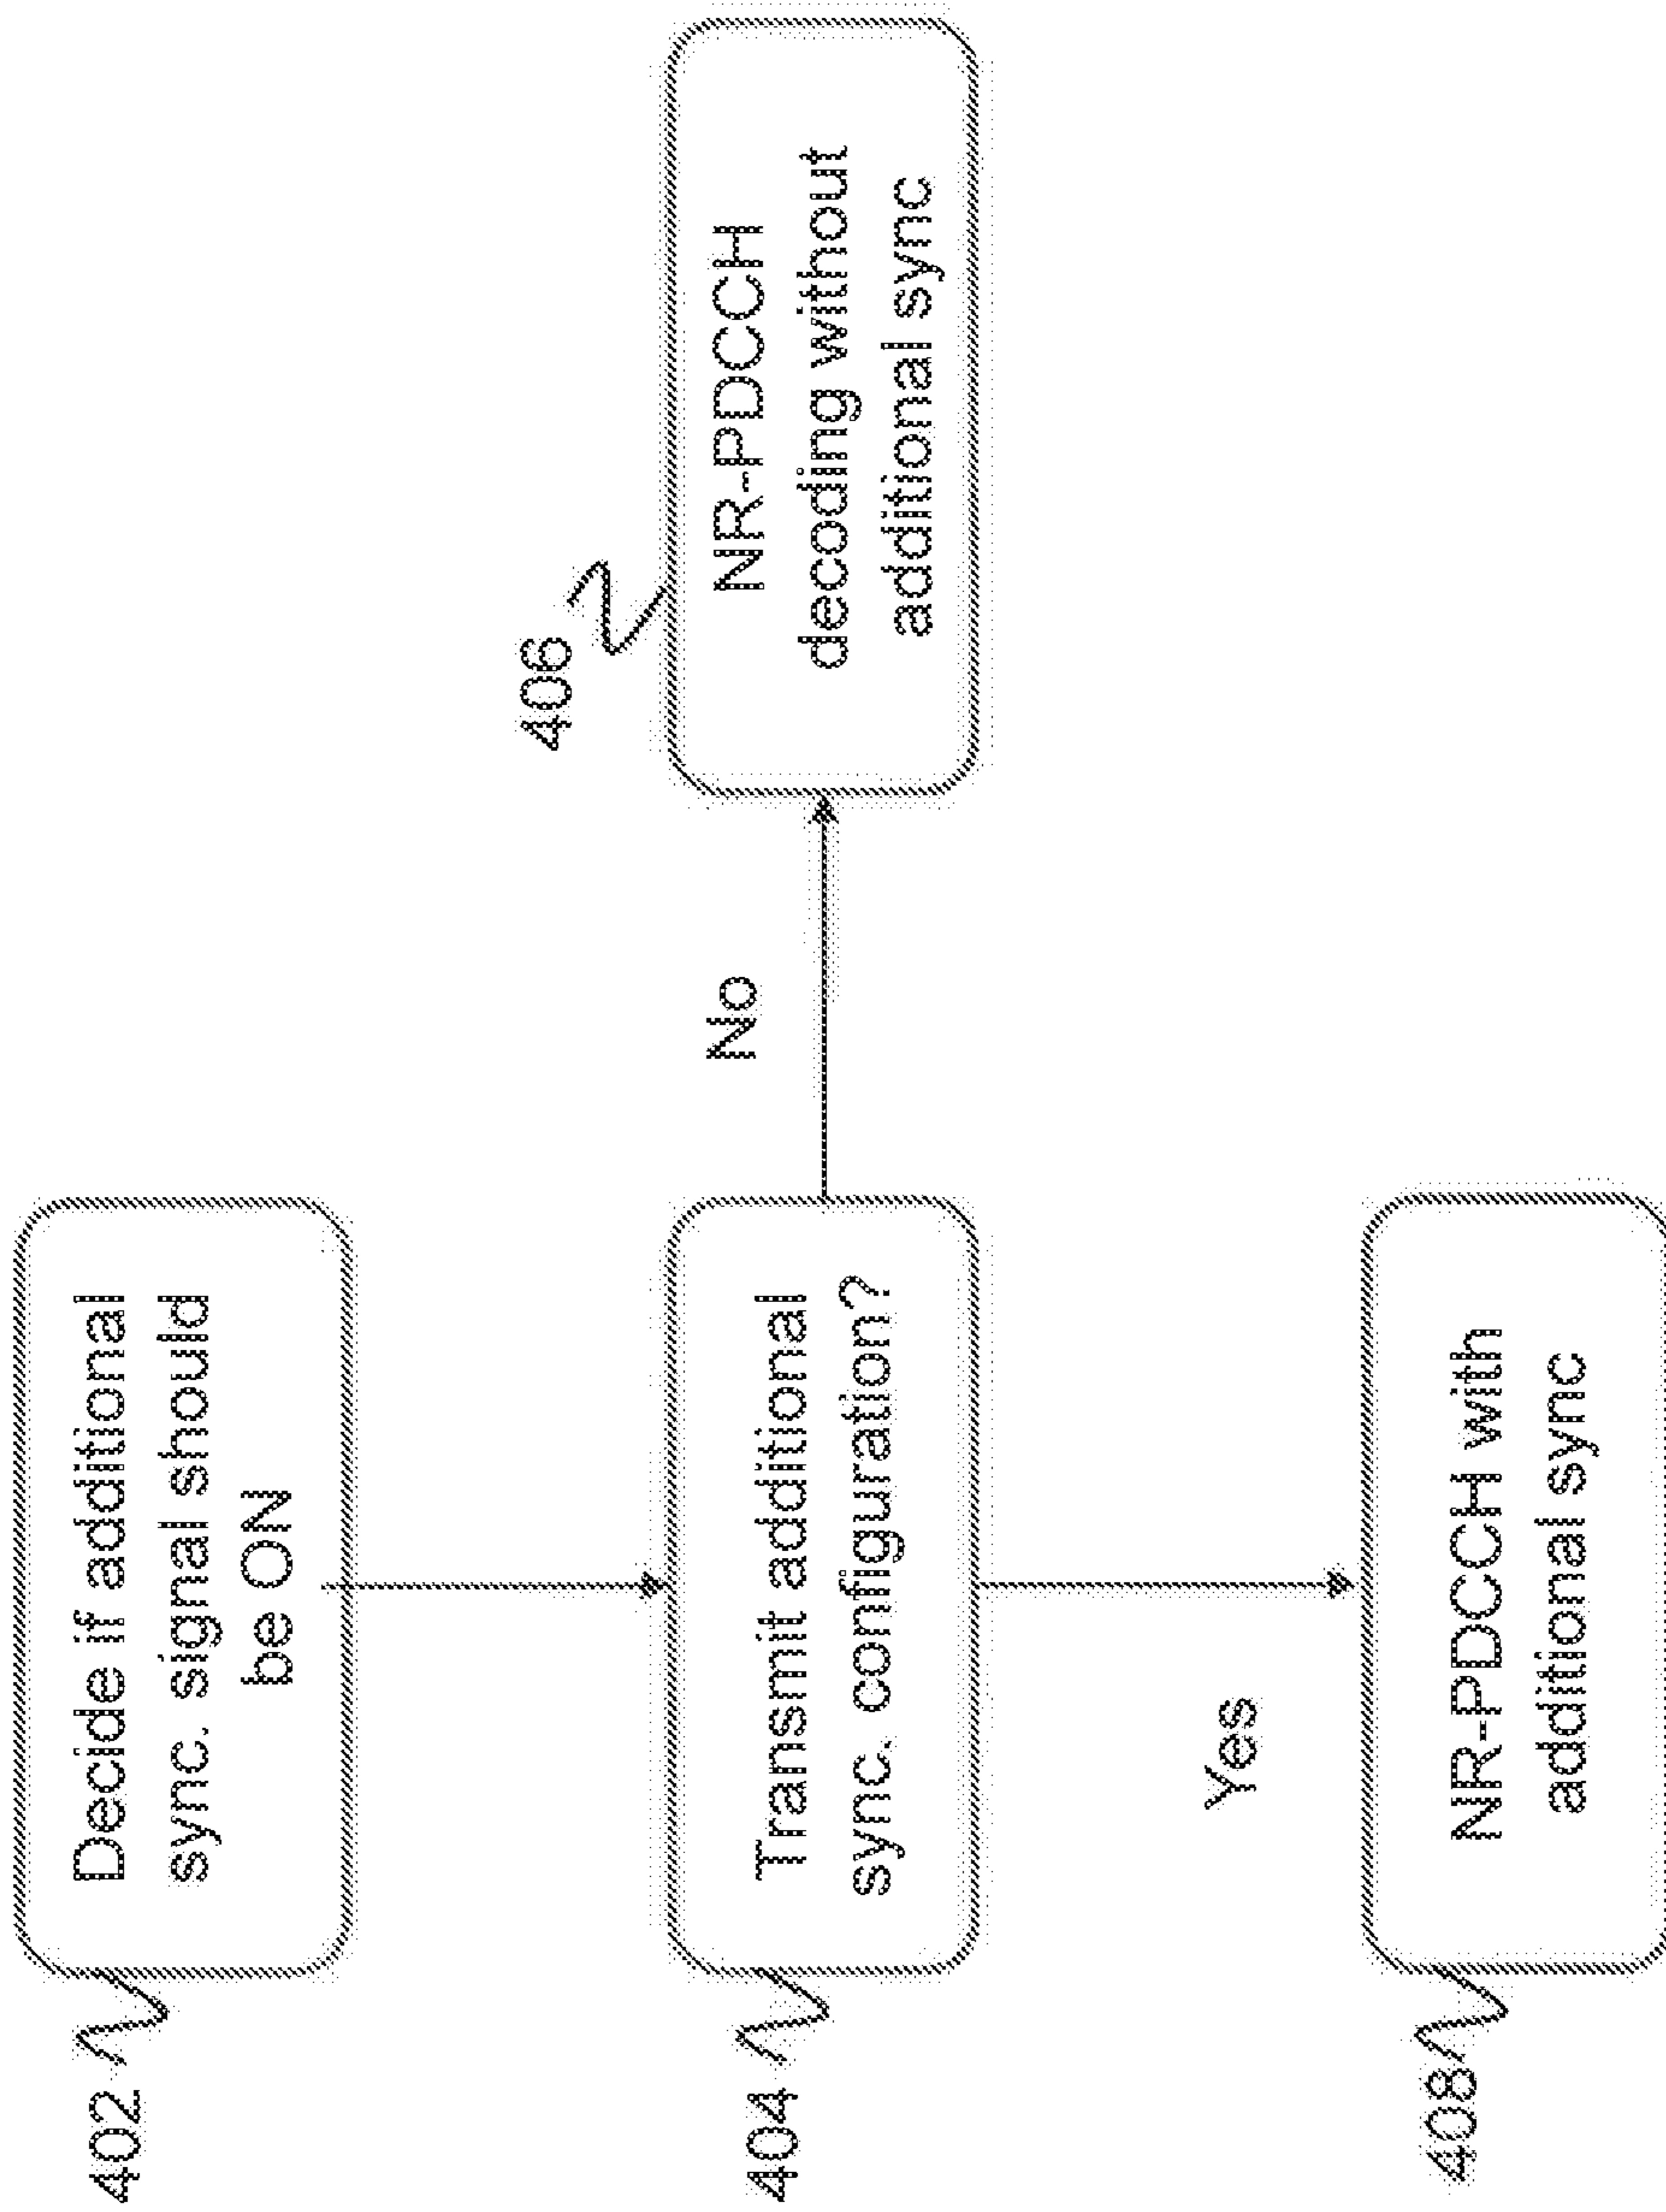 402
Decide if additional
sync. signal should
be ON
404
Transmit additional
sync. configuration?
No
406
NR-PDCCH
decoding without
additional sync
Yes
408
NR-PDCCH with
additional sync